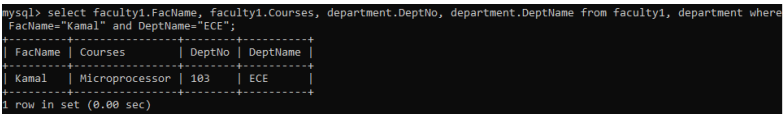 mysql> select faculty1.FacName, faculty1.Courses, department.DeptNo, department.DeptName from faculty1, department where
 FacName="Kamal" and DeptName="ECE";
+---------+----------------+--------+----------+
| FacName | Courses        | DeptNo | DeptName |
+---------+----------------+--------+----------+
| Kamal   | Microprocessor | 103    | ECE      |
+---------+----------------+--------+----------+
1 row in set (0.00 sec)